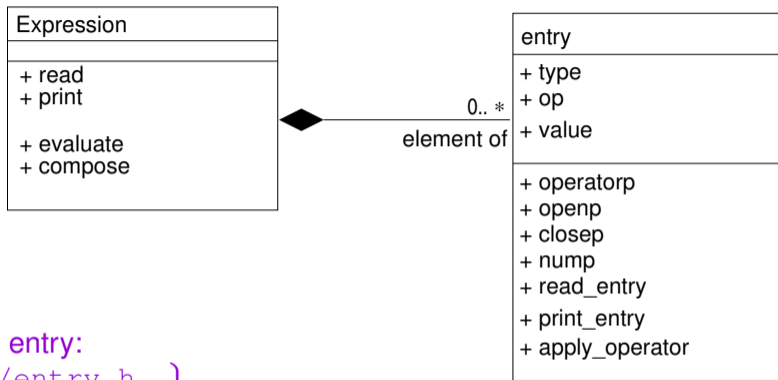 Expression
+ read
+ print
+ evaluate
+ compose
0.. *
element of
entry
+ type
+ op
+ value
+ operatorp
+ openp
+ closep
+ nump
+ read_entry
+ print_entry
+ apply_operator
entry:
/entry.h )